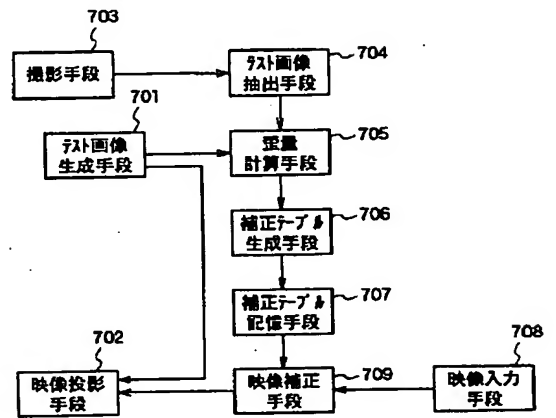 703
撮影手段
704
テスト画像
抽出手段
701
テスト画像
生成手段
705
歪量
計算手段
706
補正テーブル
生成手段
707
補正テーブル
記憶手段
702
映像投影
手段
709
映像補正
手段
708
映像入力
手段